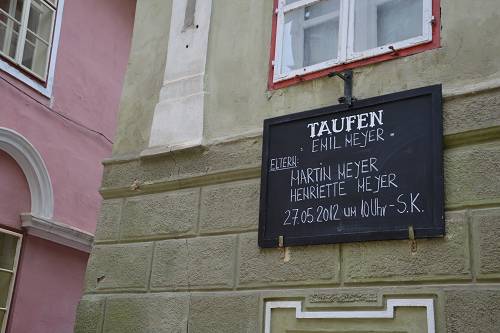 TAUFEN
"EMIL MEYER"
ELTERN:
MARTIN MEYER
HENRIETTE MEYER
27.05.2012 UM 10Uhr - S.K.